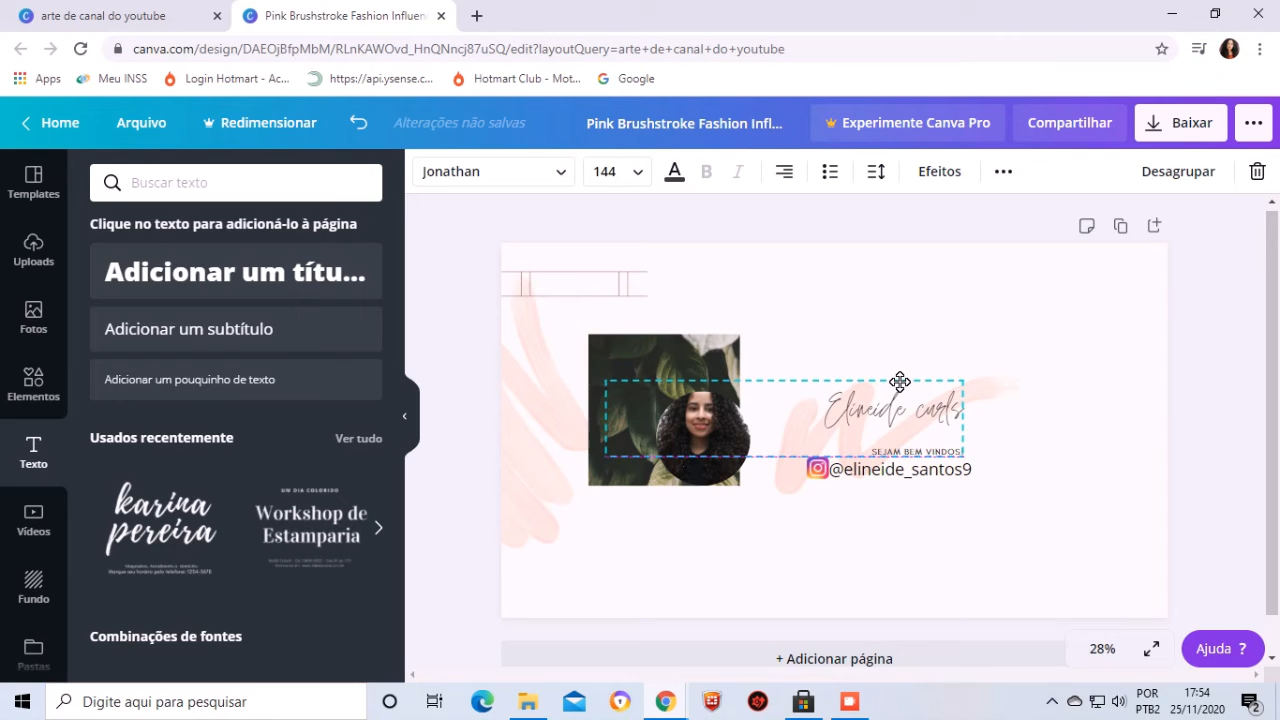 arte de canal do youtube
Pink Brushstroke Fashion Influen
canva.com/design/DAEOjBfpMbM/RLnKAWOvd_HnQNncj87uSQ/edit?layoutQuery=arte+de+canal+do+youtube
Apps
Meu INSS
Login Hotmart - Ac...
https://api.ysense.c...
Hotmart Club - Mot...
Google
Home
Arquivo
Redimensionar
Alterações não salvas
Pink Brushstroke Fashion Infl...
Experimente Canva Pro
Compartilhar
Baixar
Jonathan
144
A
B
I
Efeitos
Desagrupar
Templates
Uploads
Fotos
Elementos
Texto
Vídeos
Fundo
Pastas
Buscar texto
Clique no texto para adicioná-lo à página
Adicionar um títu...
Adicionar um subtítulo
Adicionar um pouquinho de texto
Usados recentemente
Ver tudo
karina
pereira
UM DIA COLORIDO
Workshop de
Estamparia
Combinações de fontes
Elineide curls
SEJAM BEM VINDOS
@elineide_santos9
+ Adicionar página
28%
Ajuda ?
Digite aqui para pesquisar
POR
PTB2
17:54
25/11/2020
2